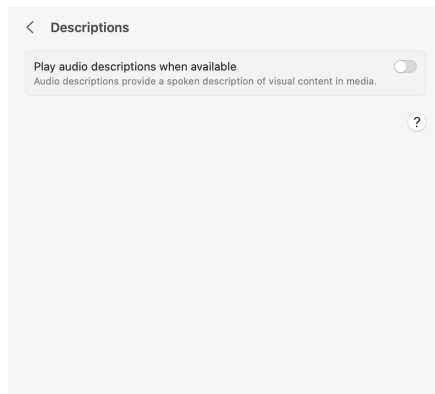 Descriptions
Play audio descriptions when available
Audio descriptions provide a spoken description of visual content in media.
?